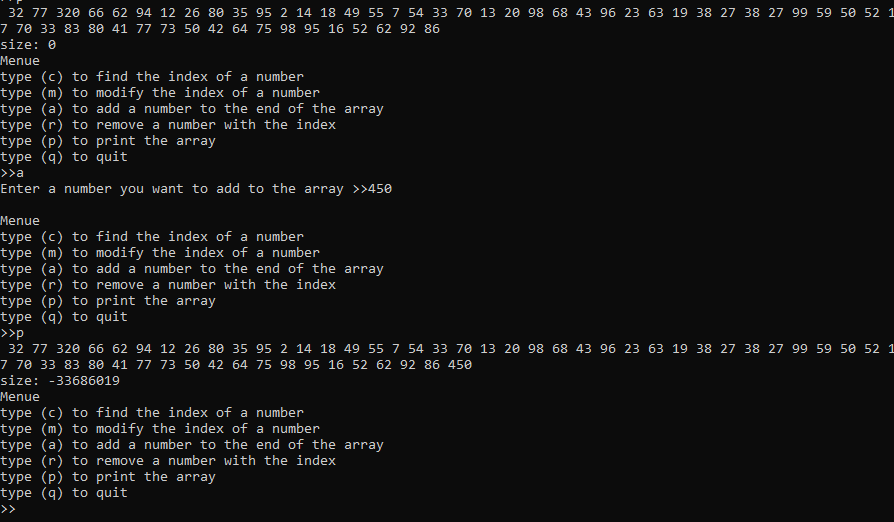 >>p
 32 77 320 66 62 94 12 26 80 35 95 2 14 18 49 55 7 54 33 70 13 20 98 68 43 96 23 63 19 38 27 38 27 99 59 50 52 1
7 70 33 83 80 41 77 73 50 42 64 75 98 95 16 52 62 92 86
size: 0
Menue
type (c) to find the index of a number
type (m) to modify the index of a number
type (a) to add a number to the end of the array
type (r) to remove a number with the index
type (p) to print the array
type (q) to quit
>>a
Enter a number you want to add to the array >>450
Menue
type (c) to find the index of a number
type (m) to modify the index of a number
type (a) to add a number to the end of the array
type (r) to remove a number with the index
type (p) to print the array
type (q) to quit
>>p
 32 77 320 66 62 94 12 26 80 35 95 2 14 18 49 55 7 54 33 70 13 20 98 68 43 96 23 63 19 38 27 38 27 99 59 50 52 1
7 70 33 83 80 41 77 73 50 42 64 75 98 95 16 52 62 92 86 450
size: -33686019
Menue
type (c) to find the index of a number
type (m) to modify the index of a number
type (a) to add a number to the end of the array
type (r) to remove a number with the index
type (p) to print the array
type (q) to quit
>>